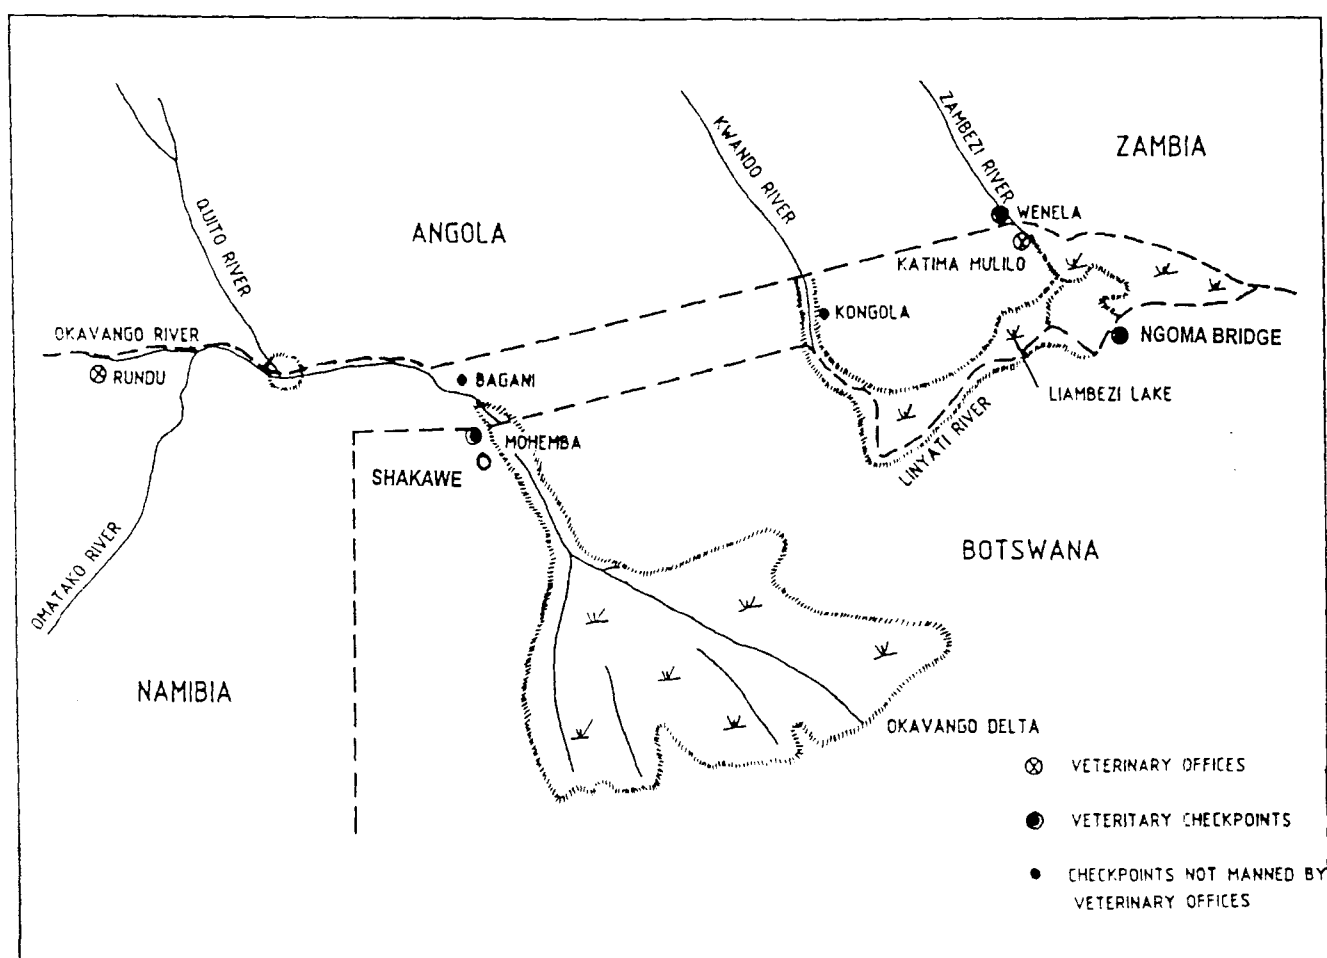 ZAMBEZI RIVER
ZAMBIA
KWANDO RIVER
QUITO RIVER
ANGOLA
WENELA
KATIMA MULILO
KONGOLA
OKAVANGO RIVER
RUNDU
NGOMA BRIDGE
BAGANI
LIAMBEZI LAKE
MOHEMBA
SHAKAWE
LINYATI RIVER
OMATAKO RIVER
BOTSWANA
NAMIBIA
OKAVANGO DELTA
VETERINARY OFFICES
VETERITARY CHECKPOINTS
CHECKPOINTS NOT MANNED BY
VETERINARY OFFICES